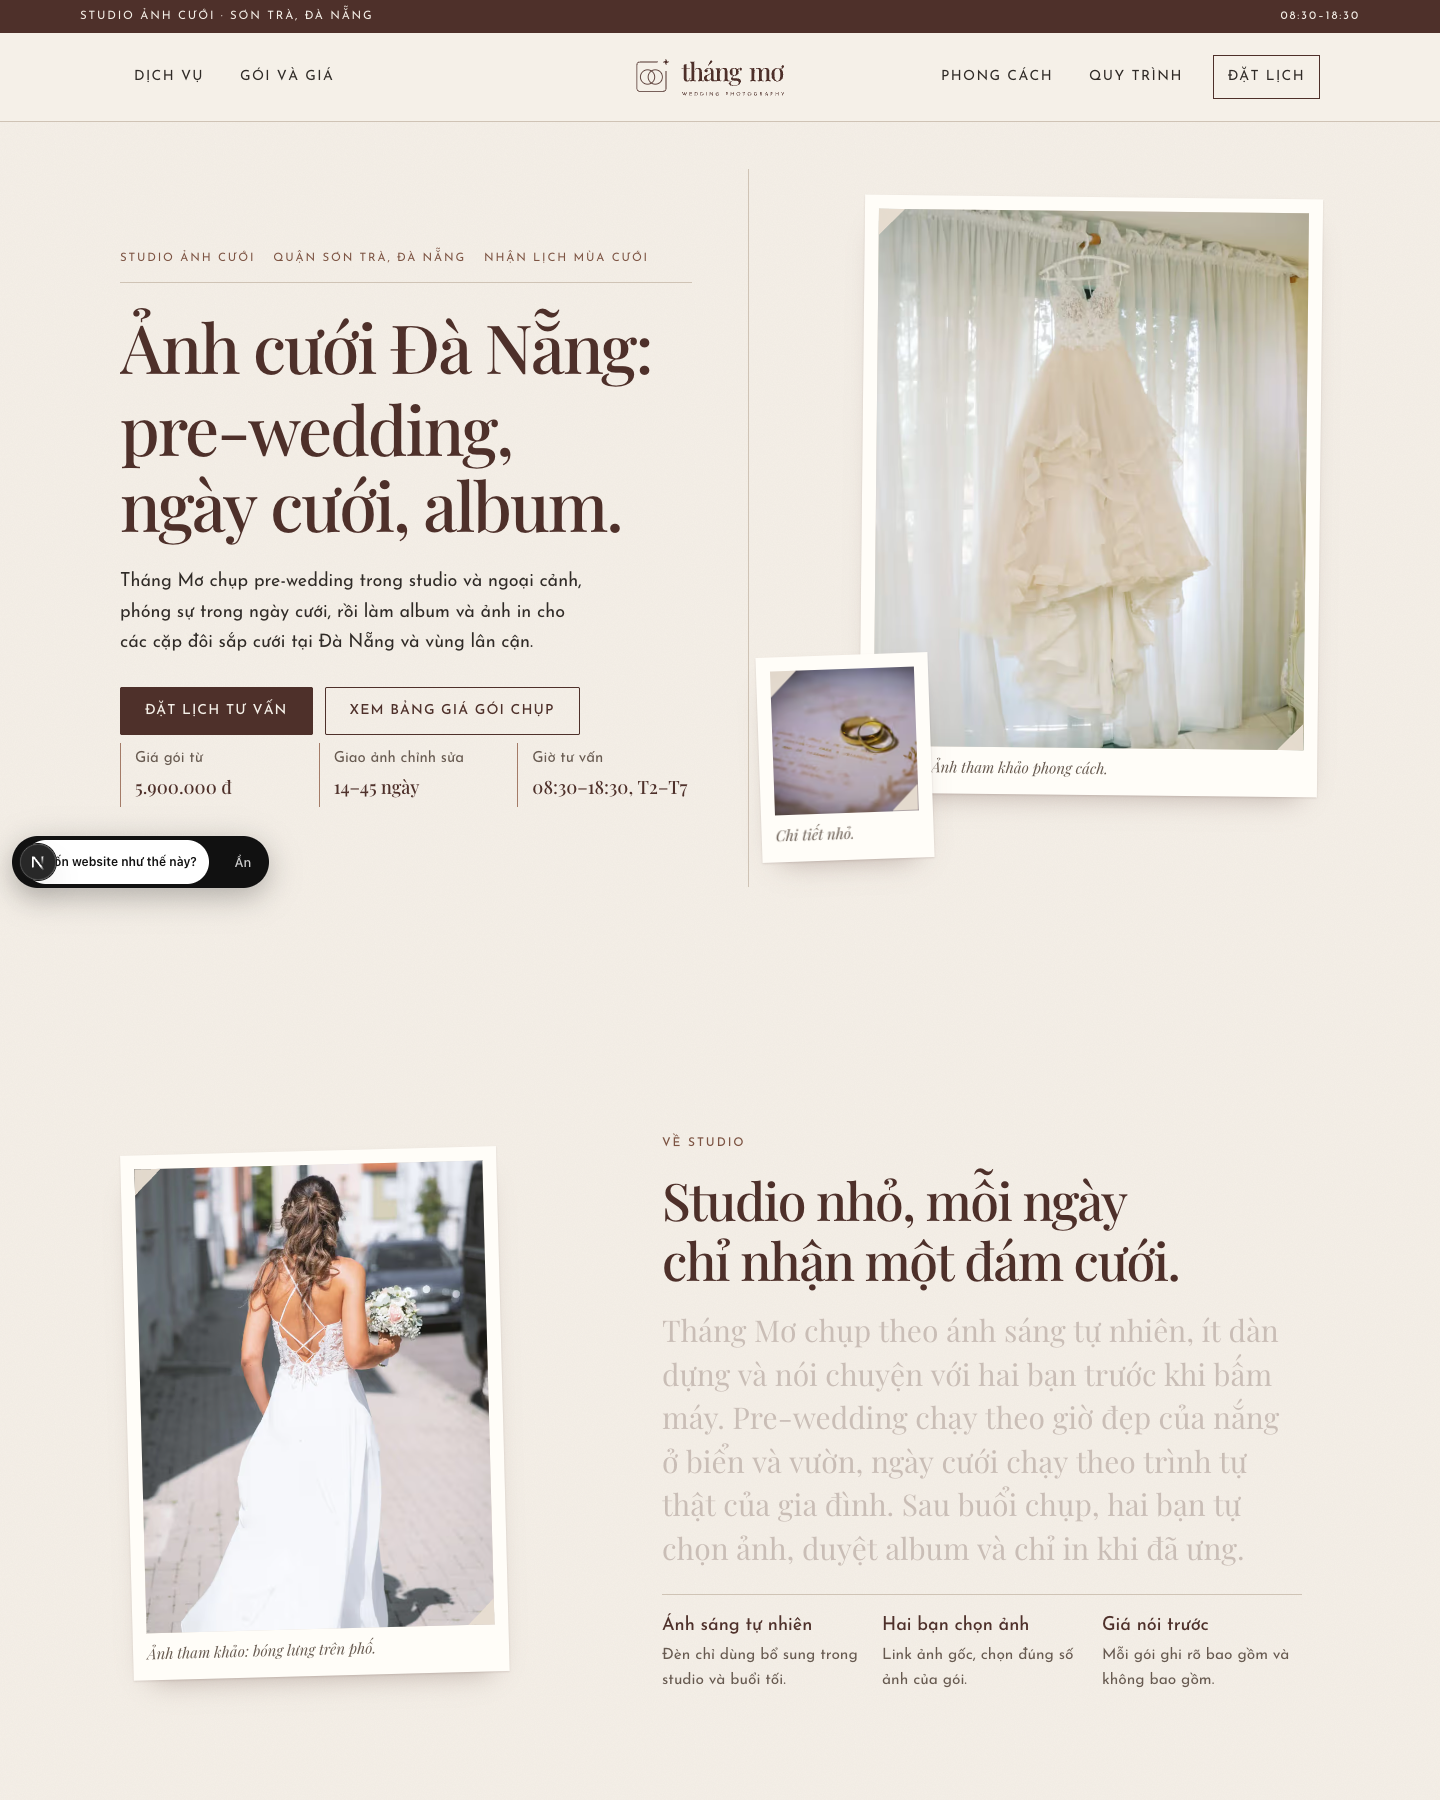 STUDIO ẢNH CƯỚI · SƠN TRÀ, ĐÀ NẴNG
08:30–18:30
DỊCH VỤ
GÓI VÀ GIÁ
tháng mơ
WEDDING PHOTOGRAPHY
PHONG CÁCH
QUY TRÌNH
ĐẶT LỊCH
STUDIO ẢNH CƯỚI
QUẬN SƠN TRÀ, ĐÀ NẴNG
NHẬN LỊCH MÙA CƯỚI
Ảnh cưới Đà Nẵng:
pre-wedding,
ngày cưới, album.
Tháng Mơ chụp pre-wedding trong studio và ngoại cảnh,
phóng sự trong ngày cưới, rồi làm album và ảnh in cho
các cặp đôi sắp cưới tại Đà Nẵng và vùng lân cận.
ĐẶT LỊCH TƯ VẤN
XEM BẢNG GIÁ GÓI CHỤP
Giá gói từ
5.900.000 đ
Giao ảnh chỉnh sửa
14–45 ngày
Giờ tư vấn
08:30–18:30, T2–T7
Ảnh tham khảo phong cách.
Chi tiết nhỏ.
N
website như thế này?
Ẩn
VỀ STUDIO
Studio nhỏ, mỗi ngày
chỉ nhận một đám cưới.
Tháng Mơ chụp theo ánh sáng tự nhiên, ít dàn
dựng và nói chuyện với hai bạn trước khi bấm
máy. Pre-wedding chạy theo giờ đẹp của nắng
ở biển và vườn, ngày cưới chạy theo trình tự
thật của gia đình. Sau buổi chụp, hai bạn tự
chọn ảnh, duyệt album và chỉ in khi đã ưng.
Ánh sáng tự nhiên
Đèn chỉ dùng bổ sung trong
studio và buổi tối.
Hai bạn chọn ảnh
Link ảnh gốc, chọn đúng số
ảnh của gói.
Giá nói trước
Mỗi gói ghi rõ bao gồm và
không bao gồm.
Ảnh tham khảo: bóng lưng trên phố.